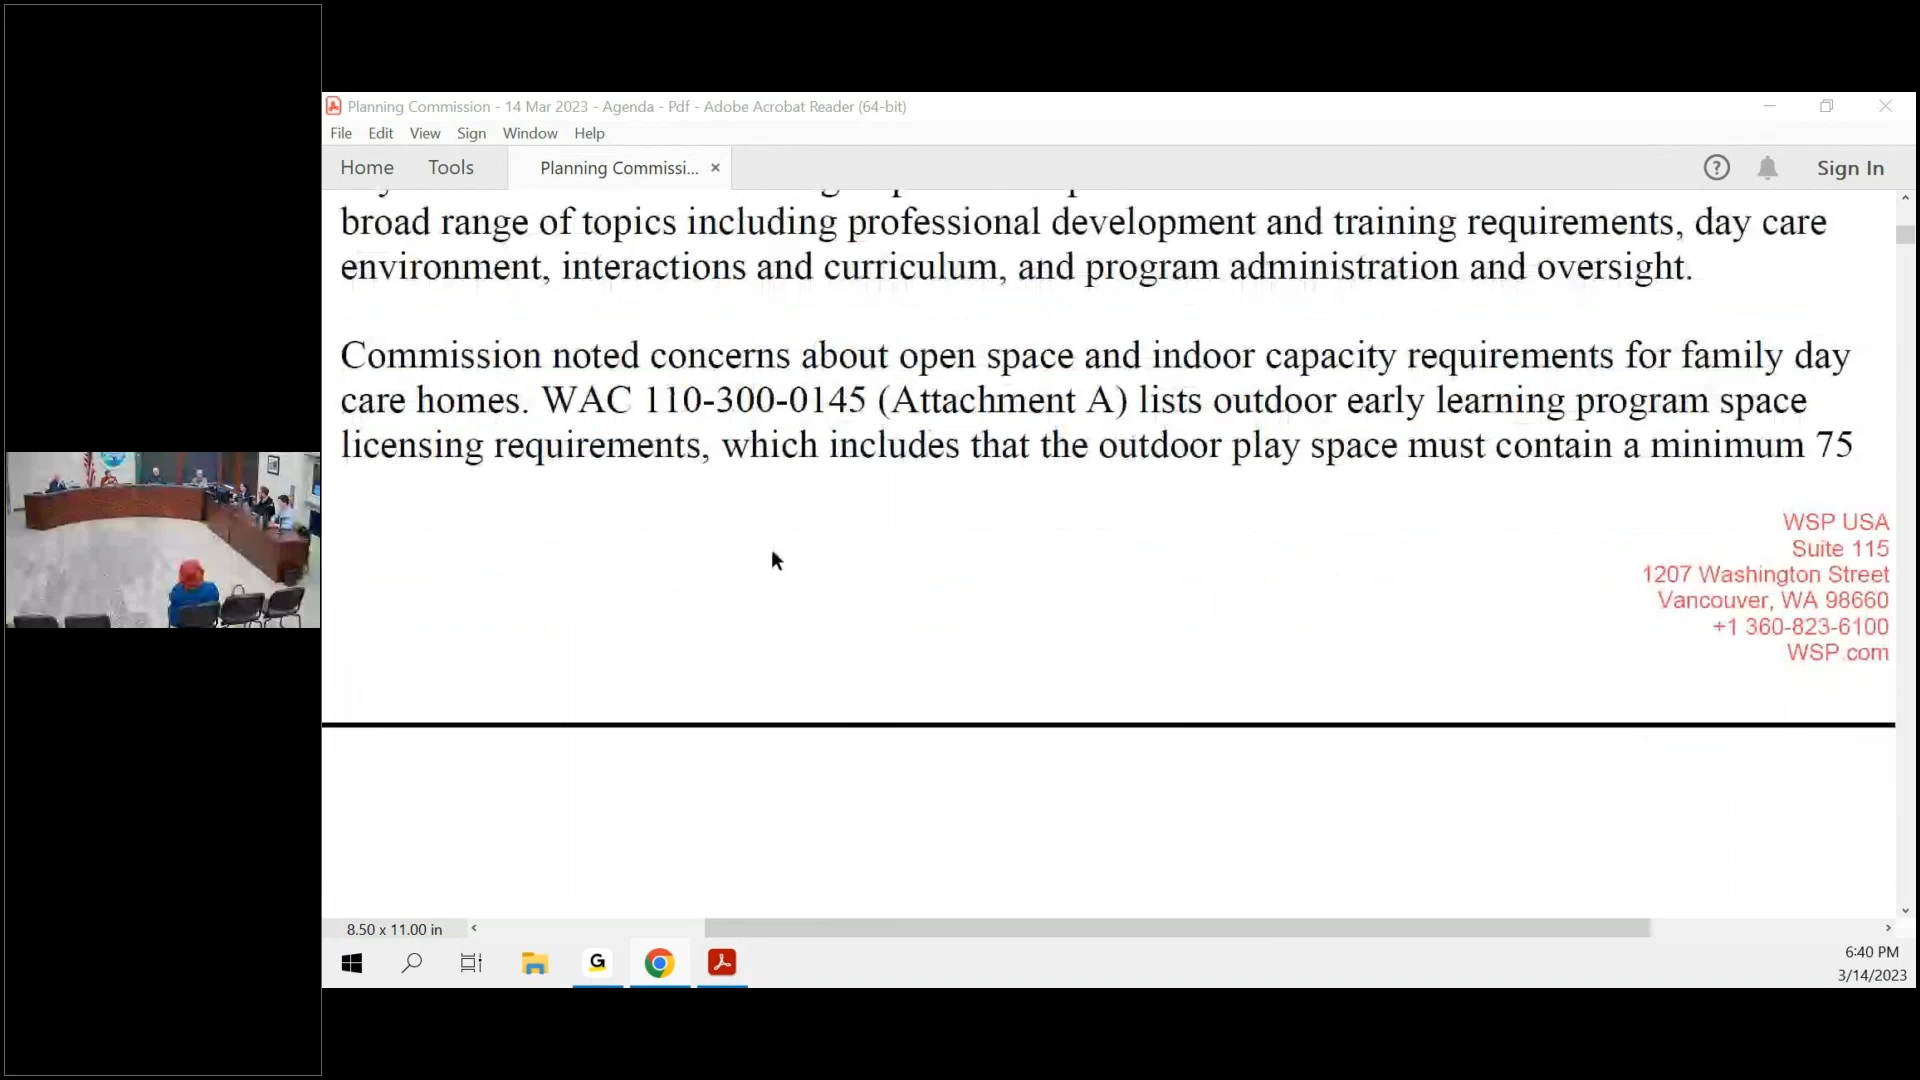 Planning Commission - 14 Mar 2023 - Agenda - Pdf - Adobe Acrobat Reader (64-bit)
File Edit View Sign Window Help
Home Tools Planning Commissi... × Sign In
broad range of topics including professional development and training requirements, day care
environment, interactions and curriculum, and program administration and oversight.
Commission noted concerns about open space and indoor capacity requirements for family day
care homes. WAC 110-300-0145 (Attachment A) lists outdoor early learning program space
licensing requirements, which includes that the outdoor play space must contain a minimum 75
WSP USA
Suite 115
1207 Washington Street
Vancouver, WA 98660
+1 360-823-6100
WSP.com
8.50 x 11.00 in
G
6:40 PM
3/14/2023